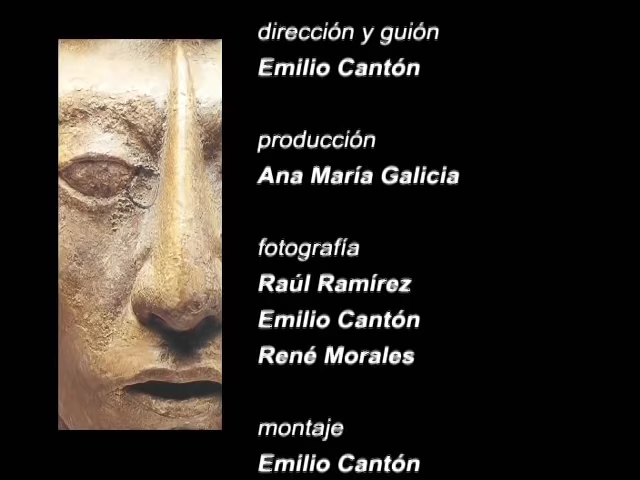 dirección y guión
Emilio Cantón
producción
Ana María Galicia
fotografía
Raúl Ramírez
Emilio Cantón
René Morales
montaje
Emilio Cantón